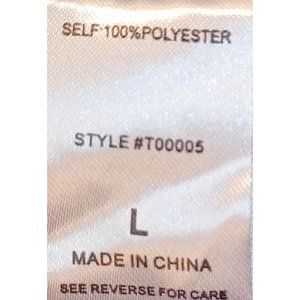 SELF:100%POLYESTER
STYLE #T00005
L
MADE IN CHINA
SEE REVERSE FOR CARE